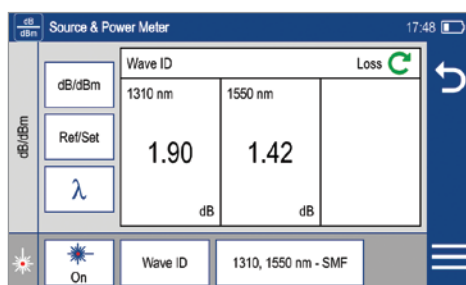 dB
dBm
Source & Power Meter
17:48
dB/dBm
dB/dBm
Ref/Set
λ
Wave ID
Loss
1310 nm
1550 nm
1.90
1.42
dB
dB
On
Wave ID
1310, 1550 nm - SMF